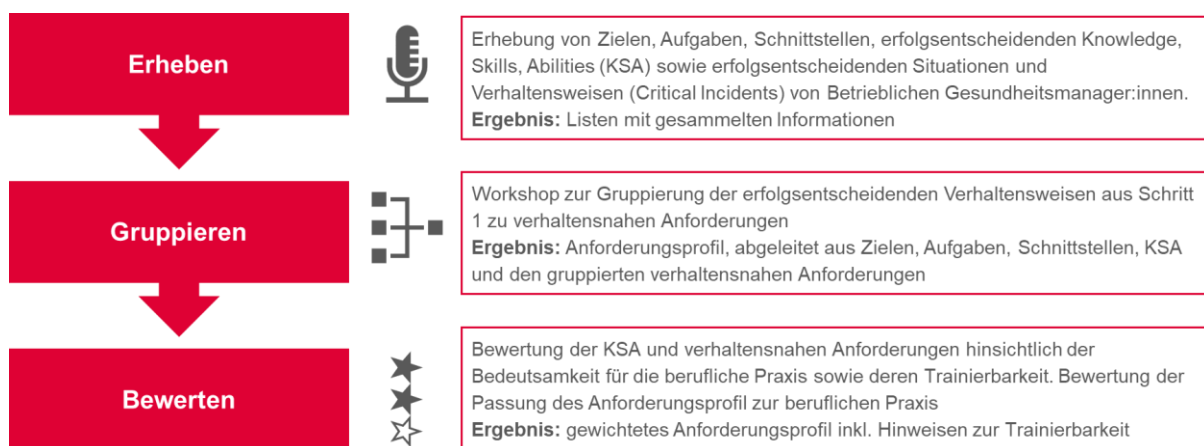 Erheben
Erhebung von Zielen, Aufgaben, Schnittstellen, erfolgsentscheidenden Knowledge,
Skills, Abilities (KSA) sowie erfolgsentscheidenden Situationen und
Verhaltensweisen (Critical Incidents) von Betrieblichen Gesundheitsmanager:innen.
Ergebnis: Listen mit gesammelten Informationen
Gruppieren
Workshop zur Gruppierung der erfolgsentscheidenden Verhaltensweisen aus Schritt
1 zu verhaltensnahen Anforderungen
Ergebnis: Anforderungsprofil, abgeleitet aus Zielen, Aufgaben, Schnittstellen, KSA
und den gruppierten verhaltensnahen Anforderungen
Bewerten
Bewertung der KSA und verhaltensnahen Anforderungen hinsichtlich der
Bedeutsamkeit für die berufliche Praxis sowie deren Trainierbarkeit. Bewertung der
Passung des Anforderungsprofil zur beruflichen Praxis
Ergebnis: gewichtetes Anforderungsprofil inkl. Hinweisen zur Trainierbarkeit